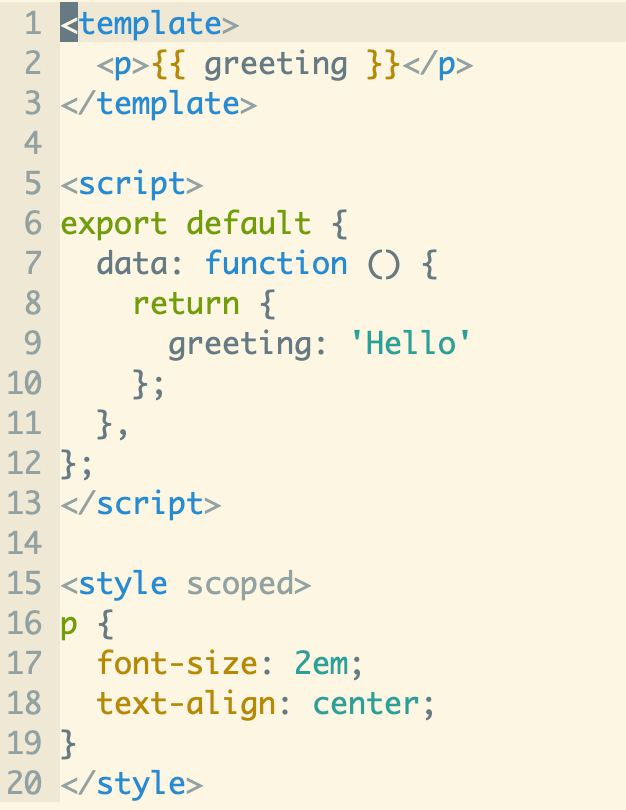 1 <template>
2   <p>{{ greeting }}</p>
3 </template>
4
5 <script>
6 export default {
7   data: function () {
8     return {
9       greeting: 'Hello'
10     };
11   },
12 };
13 </script>
14
15 <style scoped>
16 p {
17   font-size: 2em;
18   text-align: center;
19 }
20 </style>